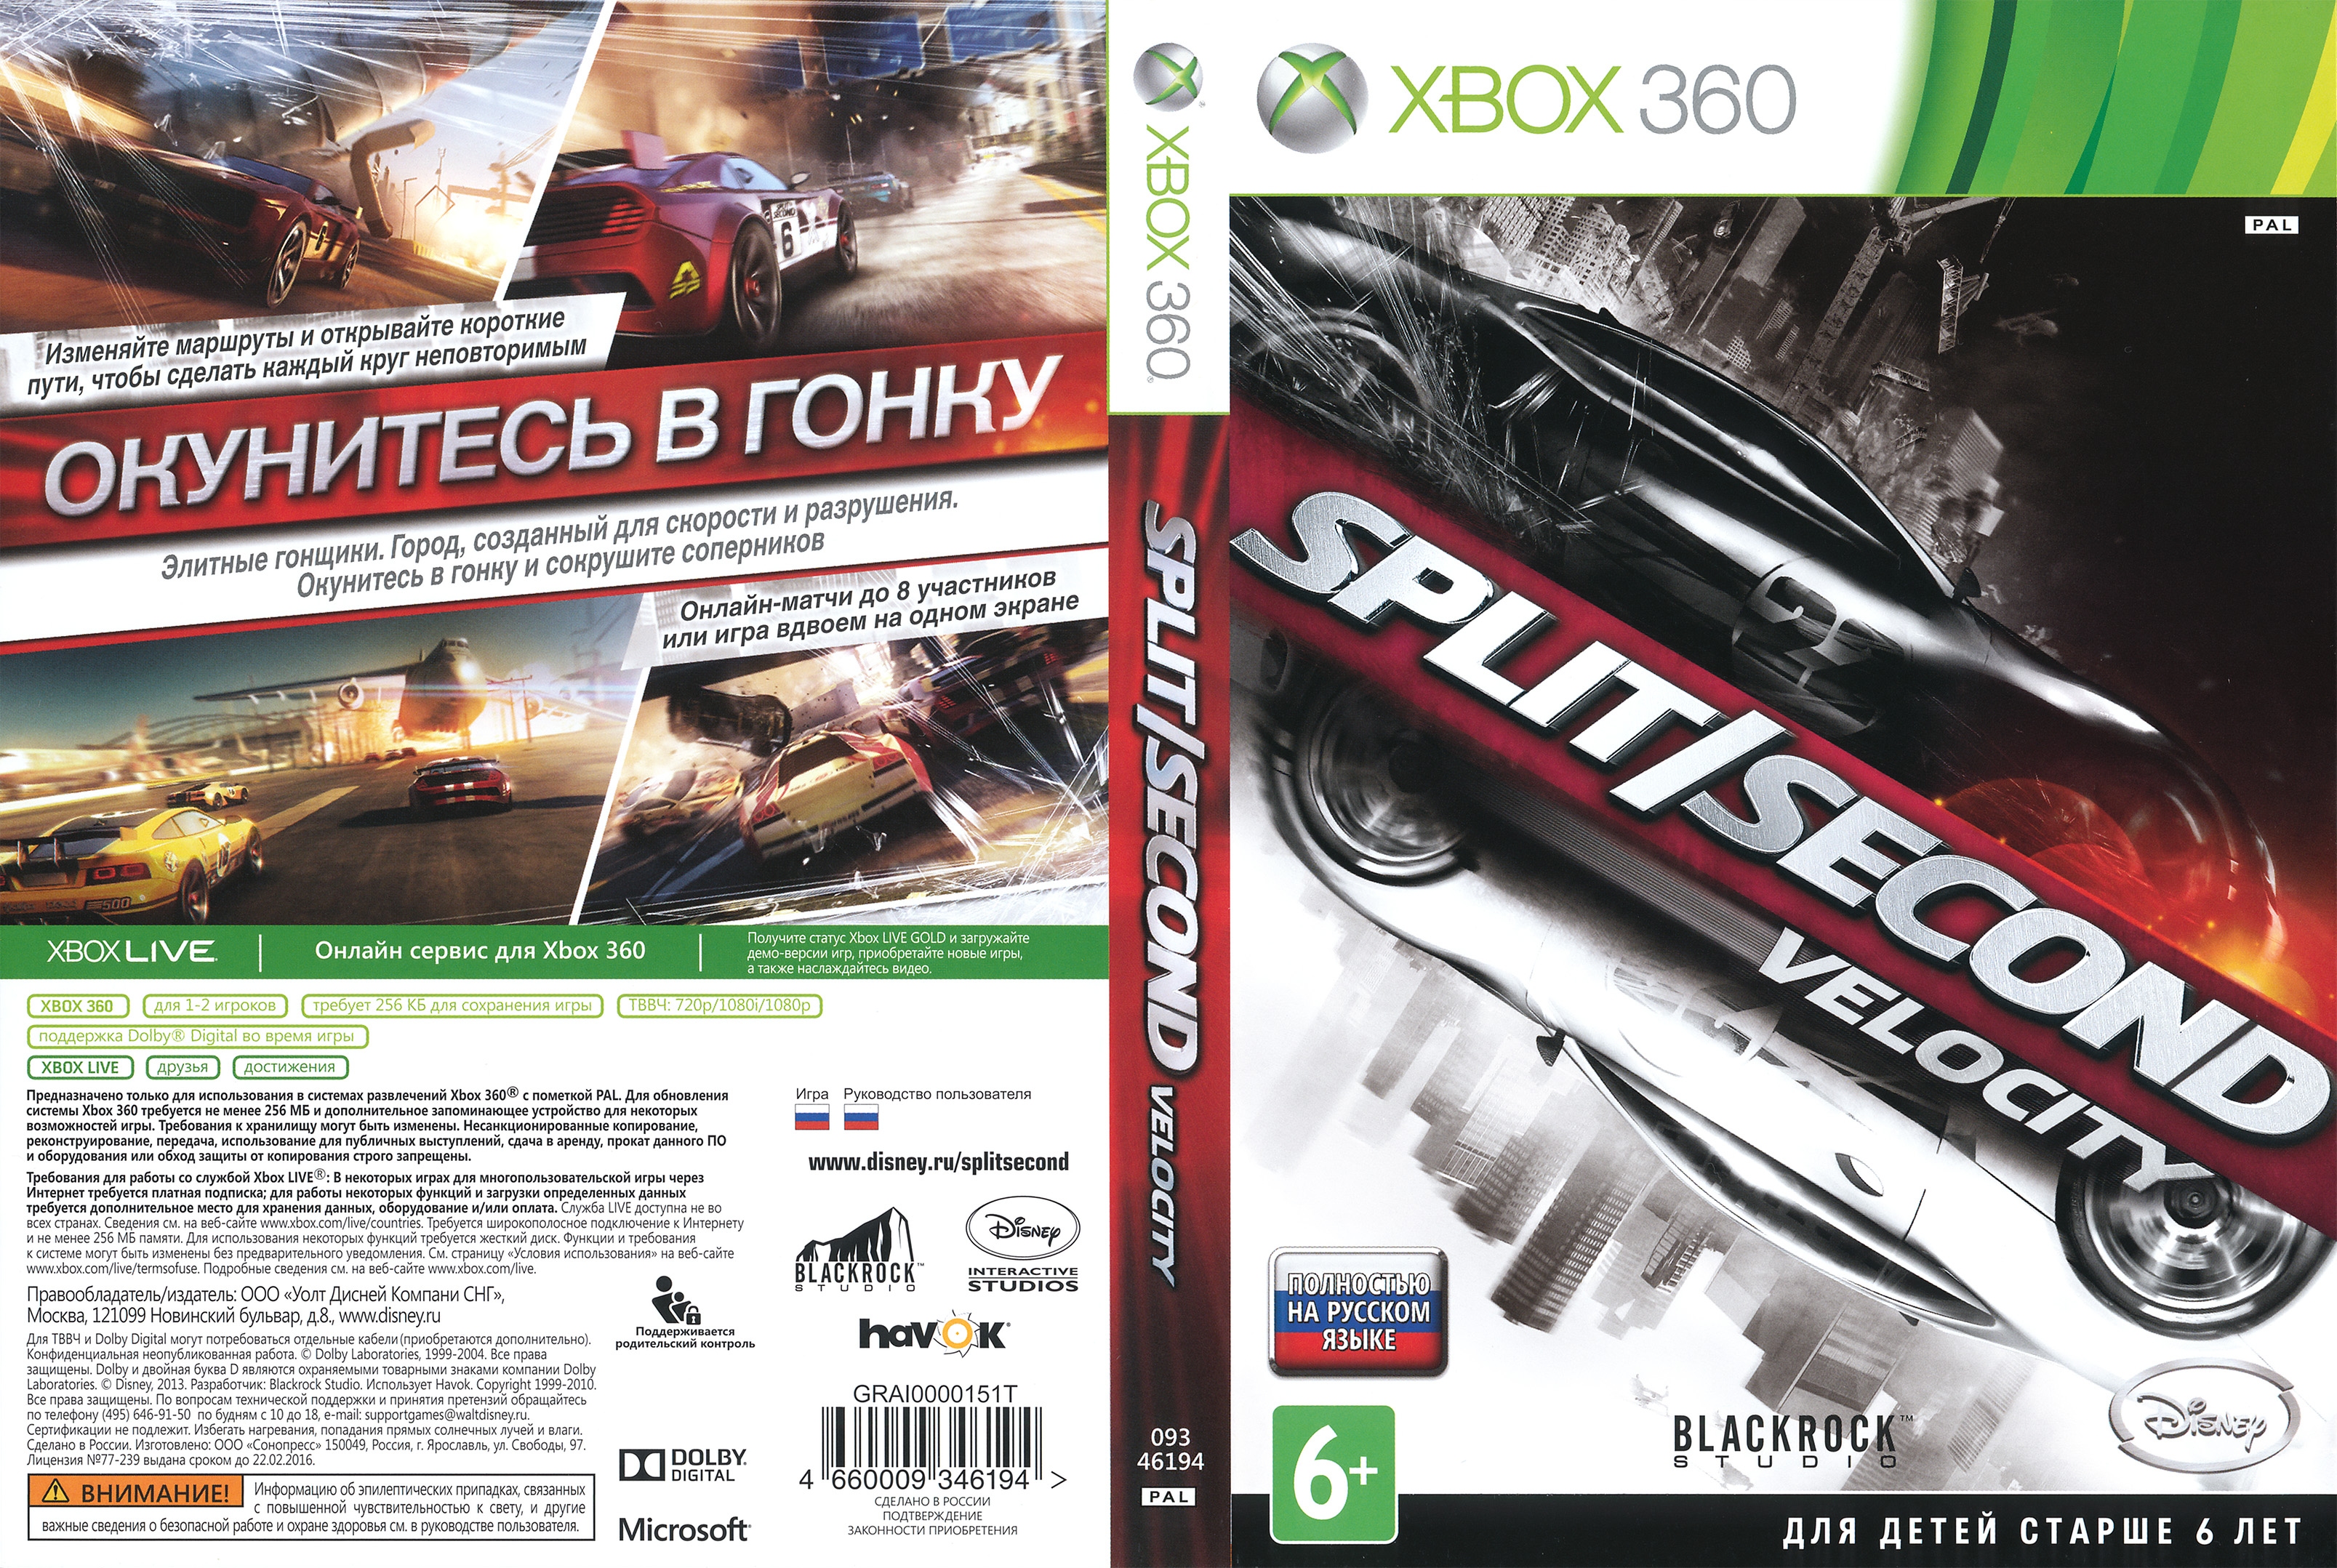 Изменяйте маршруты и открывайте короткие
пути, чтобы сделать каждый круг неповторимым
ОКУНИТЕСЬ В ГОНКУ
Элитные гонщики. Город, созданный для скорости и разрушения.
Окунитесь в гонку и сокрушите соперников
Онлайн-матчи до 8 участников
или игра вдвоем на одном экране
SPLIT SECOND
6
500
XBOX LIVE
Онлайн сервис для Xbox 360
Получите статус Xbox LIVE GOLD и загружайте
демо-версии игр, приобретайте новые игры,
а также наслаждайтесь видео.
XBOX 360 для 1-2 игроков требует 256 КБ для сохранения игры ТВВЧ: 720p/1080i/1080p
поддержка Dolby® Digital во время игры
XBOX LIVE друзья достижения
Предназначено только для использования в системах развлечений Xbox 360® с пометкой PAL. Для обновления
системы Xbox 360 требуется не менее 256 МБ и дополнительное запоминающее устройство для некоторых
возможностей игры. Требования к хранилищу могут быть изменены. Несанкционированные копирование,
реконструирование, передача, использование для публичных выступлений, сдача в аренду, прокат данного ПО
и оборудования или обход защиты от копирования строго запрещены.
Требования для работы со службой Xbox LIVE®: В некоторых играх для многопользовательской игры через
Интернет требуется платная подписка; для работы некоторых функций и загрузки определенных данных
требуется дополнительное место для хранения данных, оборудование и/или оплата. Служба LIVE доступна не во
всех странах. Сведения см. на веб-сайте www.xbox.com/live/countries. Требуется широкополосное подключение к Интернету
и не менее 256 МБ памяти. Для использования некоторых функций требуется жесткий диск. Функции и требования
к системе могут быть изменены без предварительного уведомления. См. страницу «Условия использования» на веб-сайте
www.xbox.com/live/termsofuse. Подробные сведения см. на веб-сайте www.xbox.com/live.
Правообладатель/издатель: ООО «Уолт Дисней Компани СНГ»,
Москва, 121099 Новинский бульвар, д.8., www.disney.ru
Для ТВВЧ и Dolby Digital могут потребоваться отдельные кабели (приобретаются дополнительно).
Конфиденциальная неопубликованная работа. © Dolby Laboratories, 1999-2004. Все права
защищены. Dolby и двойная буква D являются охраняемыми товарными знаками компании Dolby
Laboratories. © Disney, 2013. Разработчик: Blackrock Studio. Использует Havok. Copyright 1999-2010.
Все права защищены. По вопросам технической поддержки и принятия претензий обращайтесь
по телефону (495) 646-91-50 по будням с 10 до 18, e-mail: supportgames@waltdisney.ru.
Сертификации не подлежит. Избегать нагревания, попадания прямых солнечных лучей и влаги.
Сделано в России. Изготовлено: ООО «Сонопресс» 150049, Россия, г. Ярославль, ул. Свободы, 97.
Лицензия №77-239 выдана сроком до 22.02.2016.
ВНИМАНИЕ!
Информацию об эпилептических припадках, связанных
с повышенной чувствительностью к свету, и другие
важные сведения о безопасной работе и охране здоровья см. в руководстве пользователя.
Поддерживается
родительский контроль
DOLBY
DIGITAL
Microsoft
Игра Руководство пользователя
www.disney.ru/splitsecond
BLACKROCK™
STUDIO
Disney
INTERACTIVE
STUDIOS
havok®
GRAI0000151T
4 660009 346194 >
СДЕЛАНО В РОССИИ
ПОДТВЕРЖДЕНИЕ
ЗАКОННОСТИ ПРИОБРЕТЕНИЯ
XBOX 360®
SPLIT/SECOND VELOCITY
093
46194
PAL
XBOX 360
PAL
SPLIT/SECOND
VELOCITY
ПОЛНОСТЬЮ
НА РУССКОМ
ЯЗЫКЕ
6+
BLACKROCK™
STUDIO
Disney
ДЛЯ ДЕТЕЙ СТАРШЕ 6 ЛЕТ